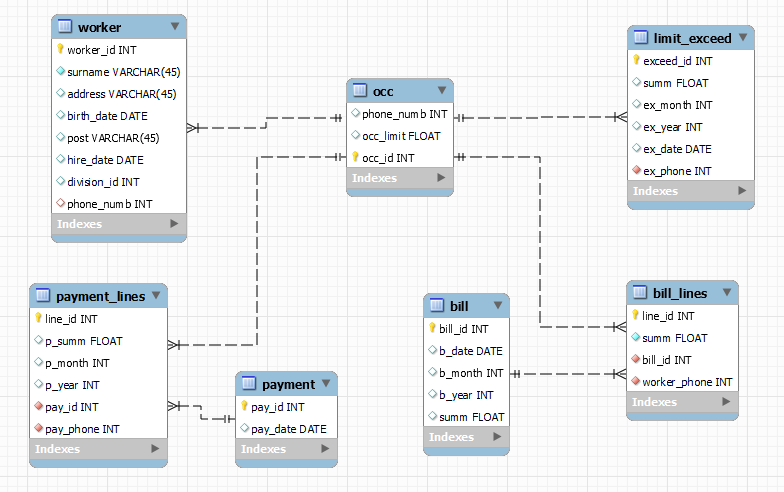 worker
worker_id INT
surname VARCHAR(45)
address VARCHAR(45)
birth_date DATE
post VARCHAR(45)
hire_date DATE
division_id INT
phone_numb INT
Indexes
occ
phone_numb INT
occ_limit FLOAT
occ_id INT
Indexes
limit_exceed
exceed_id INT
summ FLOAT
ex_month INT
ex_year INT
ex_date DATE
ex_phone INT
Indexes
payment_lines
line_id INT
p_summ FLOAT
p_month INT
p_year INT
pay_id INT
pay_phone INT
Indexes
payment
pay_id INT
pay_date DATE
Indexes
bill
bill_id INT
b_date DATE
b_month INT
b_year INT
summ FLOAT
Indexes
bill_lines
line_id INT
summ FLOAT
bill_id INT
worker_phone INT
Indexes